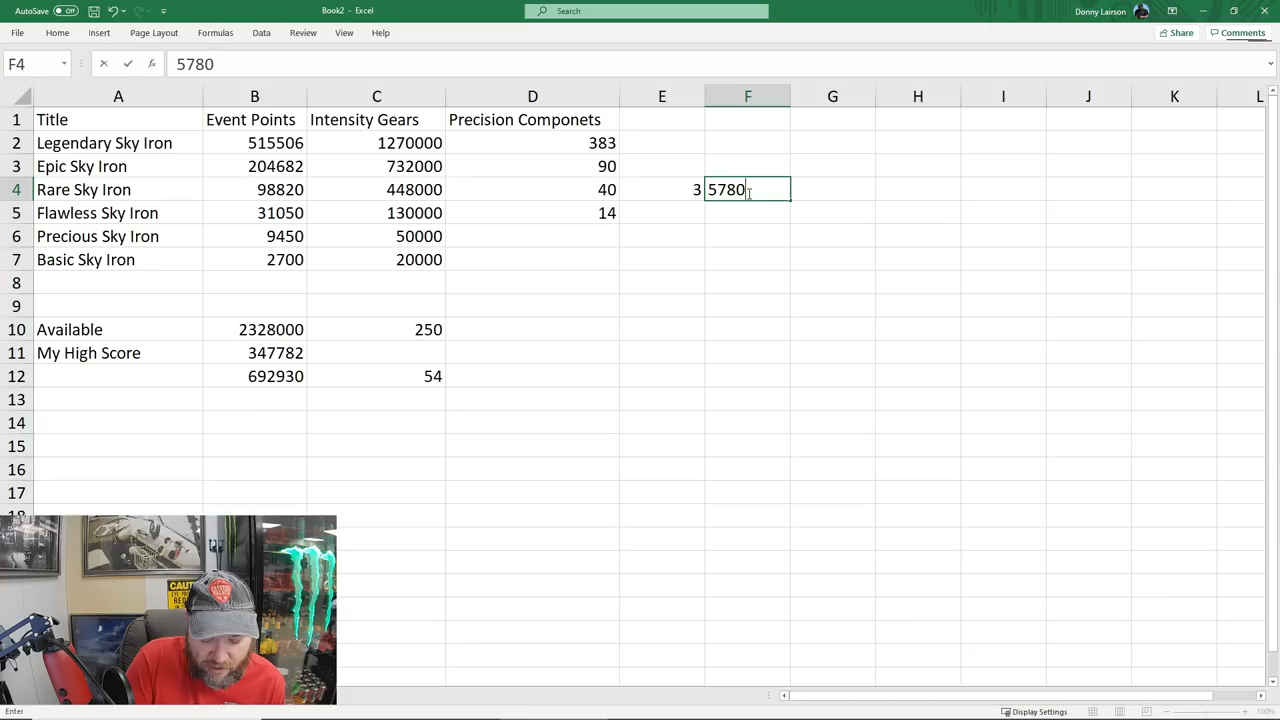 AutoSave Off Book2 - Excel Search Donny Lairson
File Home Insert Page Layout Formulas Data Review View Help Share Comments
F4 fx 5780
A B C D E F G H I J K L
1 Title Event Points Intensity Gears Precision Componets
2 Legendary Sky Iron 515506 1270000 383
3 Epic Sky Iron 204682 732000 90
4 Rare Sky Iron 98820 448000 40 3 5780
5 Flawless Sky Iron 31050 130000 14
6 Precious Sky Iron 9450 50000
7 Basic Sky Iron 2700 20000
8
9
10 Available 2328000 250
11 My High Score 347782
12 692930 54
13
14
15
16
17
18
CAUTI
Enter Display Settings 100%